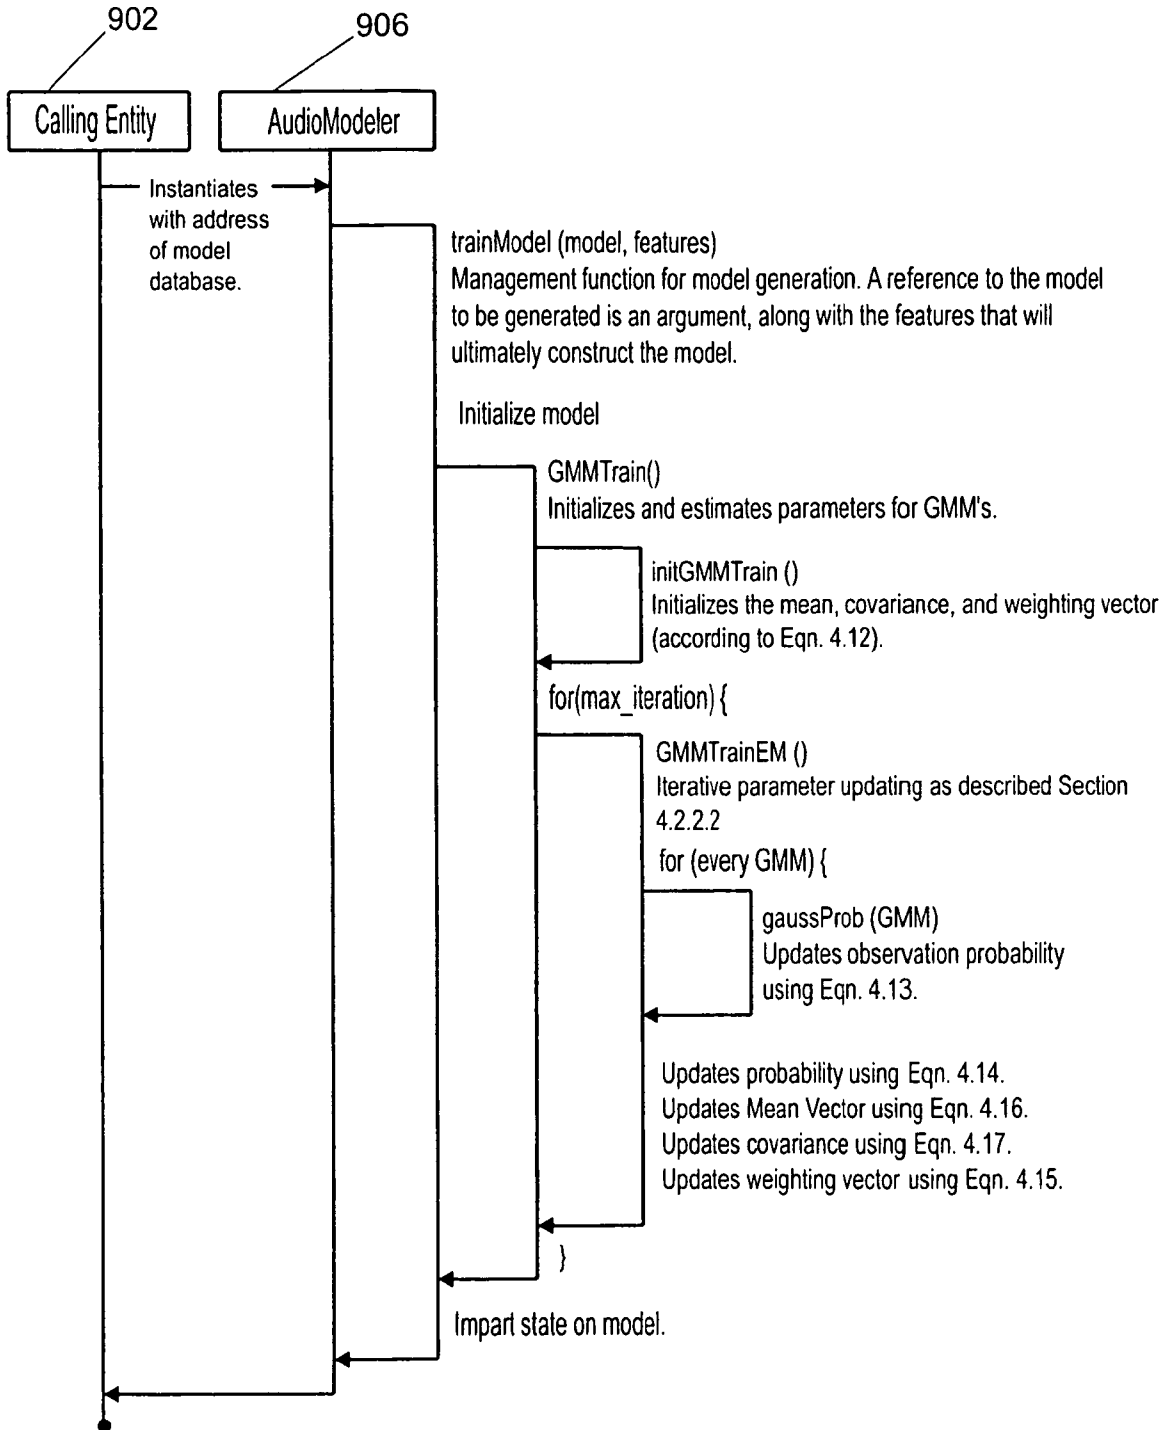 902
906
Calling Entity
AudioModeler
Instantiates
with address
of model
database.
trainModel (model, features)
Management function for model generation. A reference to the model
to be generated is an argument, along with the features that will
ultimately construct the model.
Initialize model
GMMTrain()
Initializes and estimates parameters for GMM's.
initGMMTrain ()
Initializes the mean, covariance, and weighting vector
(according to Eqn. 4.12).
for(max_iteration) {
GMMTrainEM ()
Iterative parameter updating as described Section
4.2.2.2
for (every GMM) {
gaussProb (GMM)
Updates observation probability
using Eqn. 4.13.
Updates probability using Eqn. 4.14.
Updates Mean Vector using Eqn. 4.16.
Updates covariance using Eqn. 4.17.
Updates weighting vector using Eqn. 4.15.
}
Impart state on model.